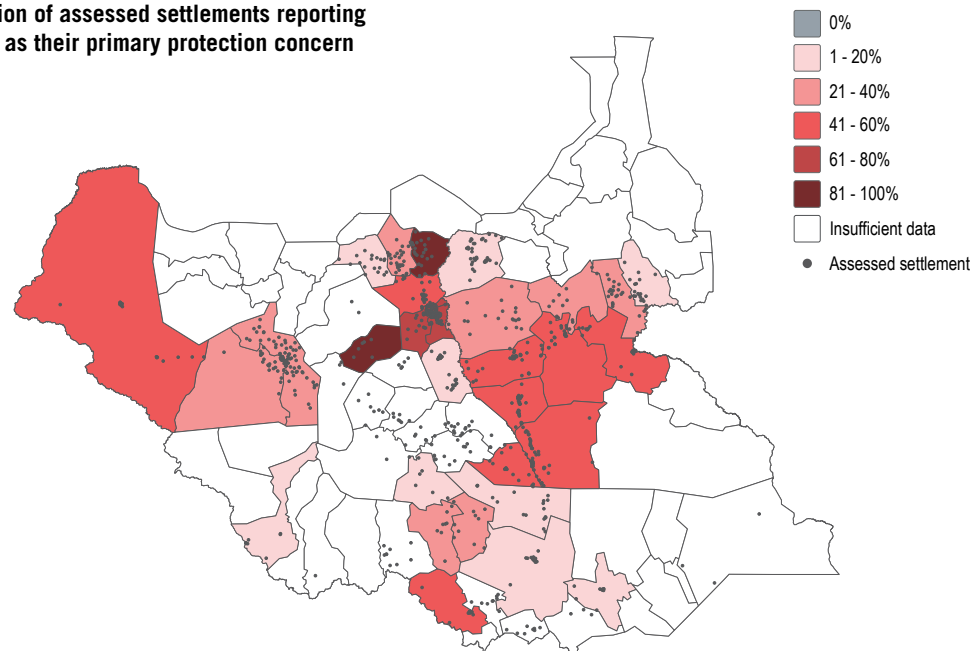 of assessed settlements reporting
as their primary protection concern
0%
1 - 20%
21 - 40%
41 - 60%
61 - 80%
81 - 100%
Insufficient data
Assessed settlement